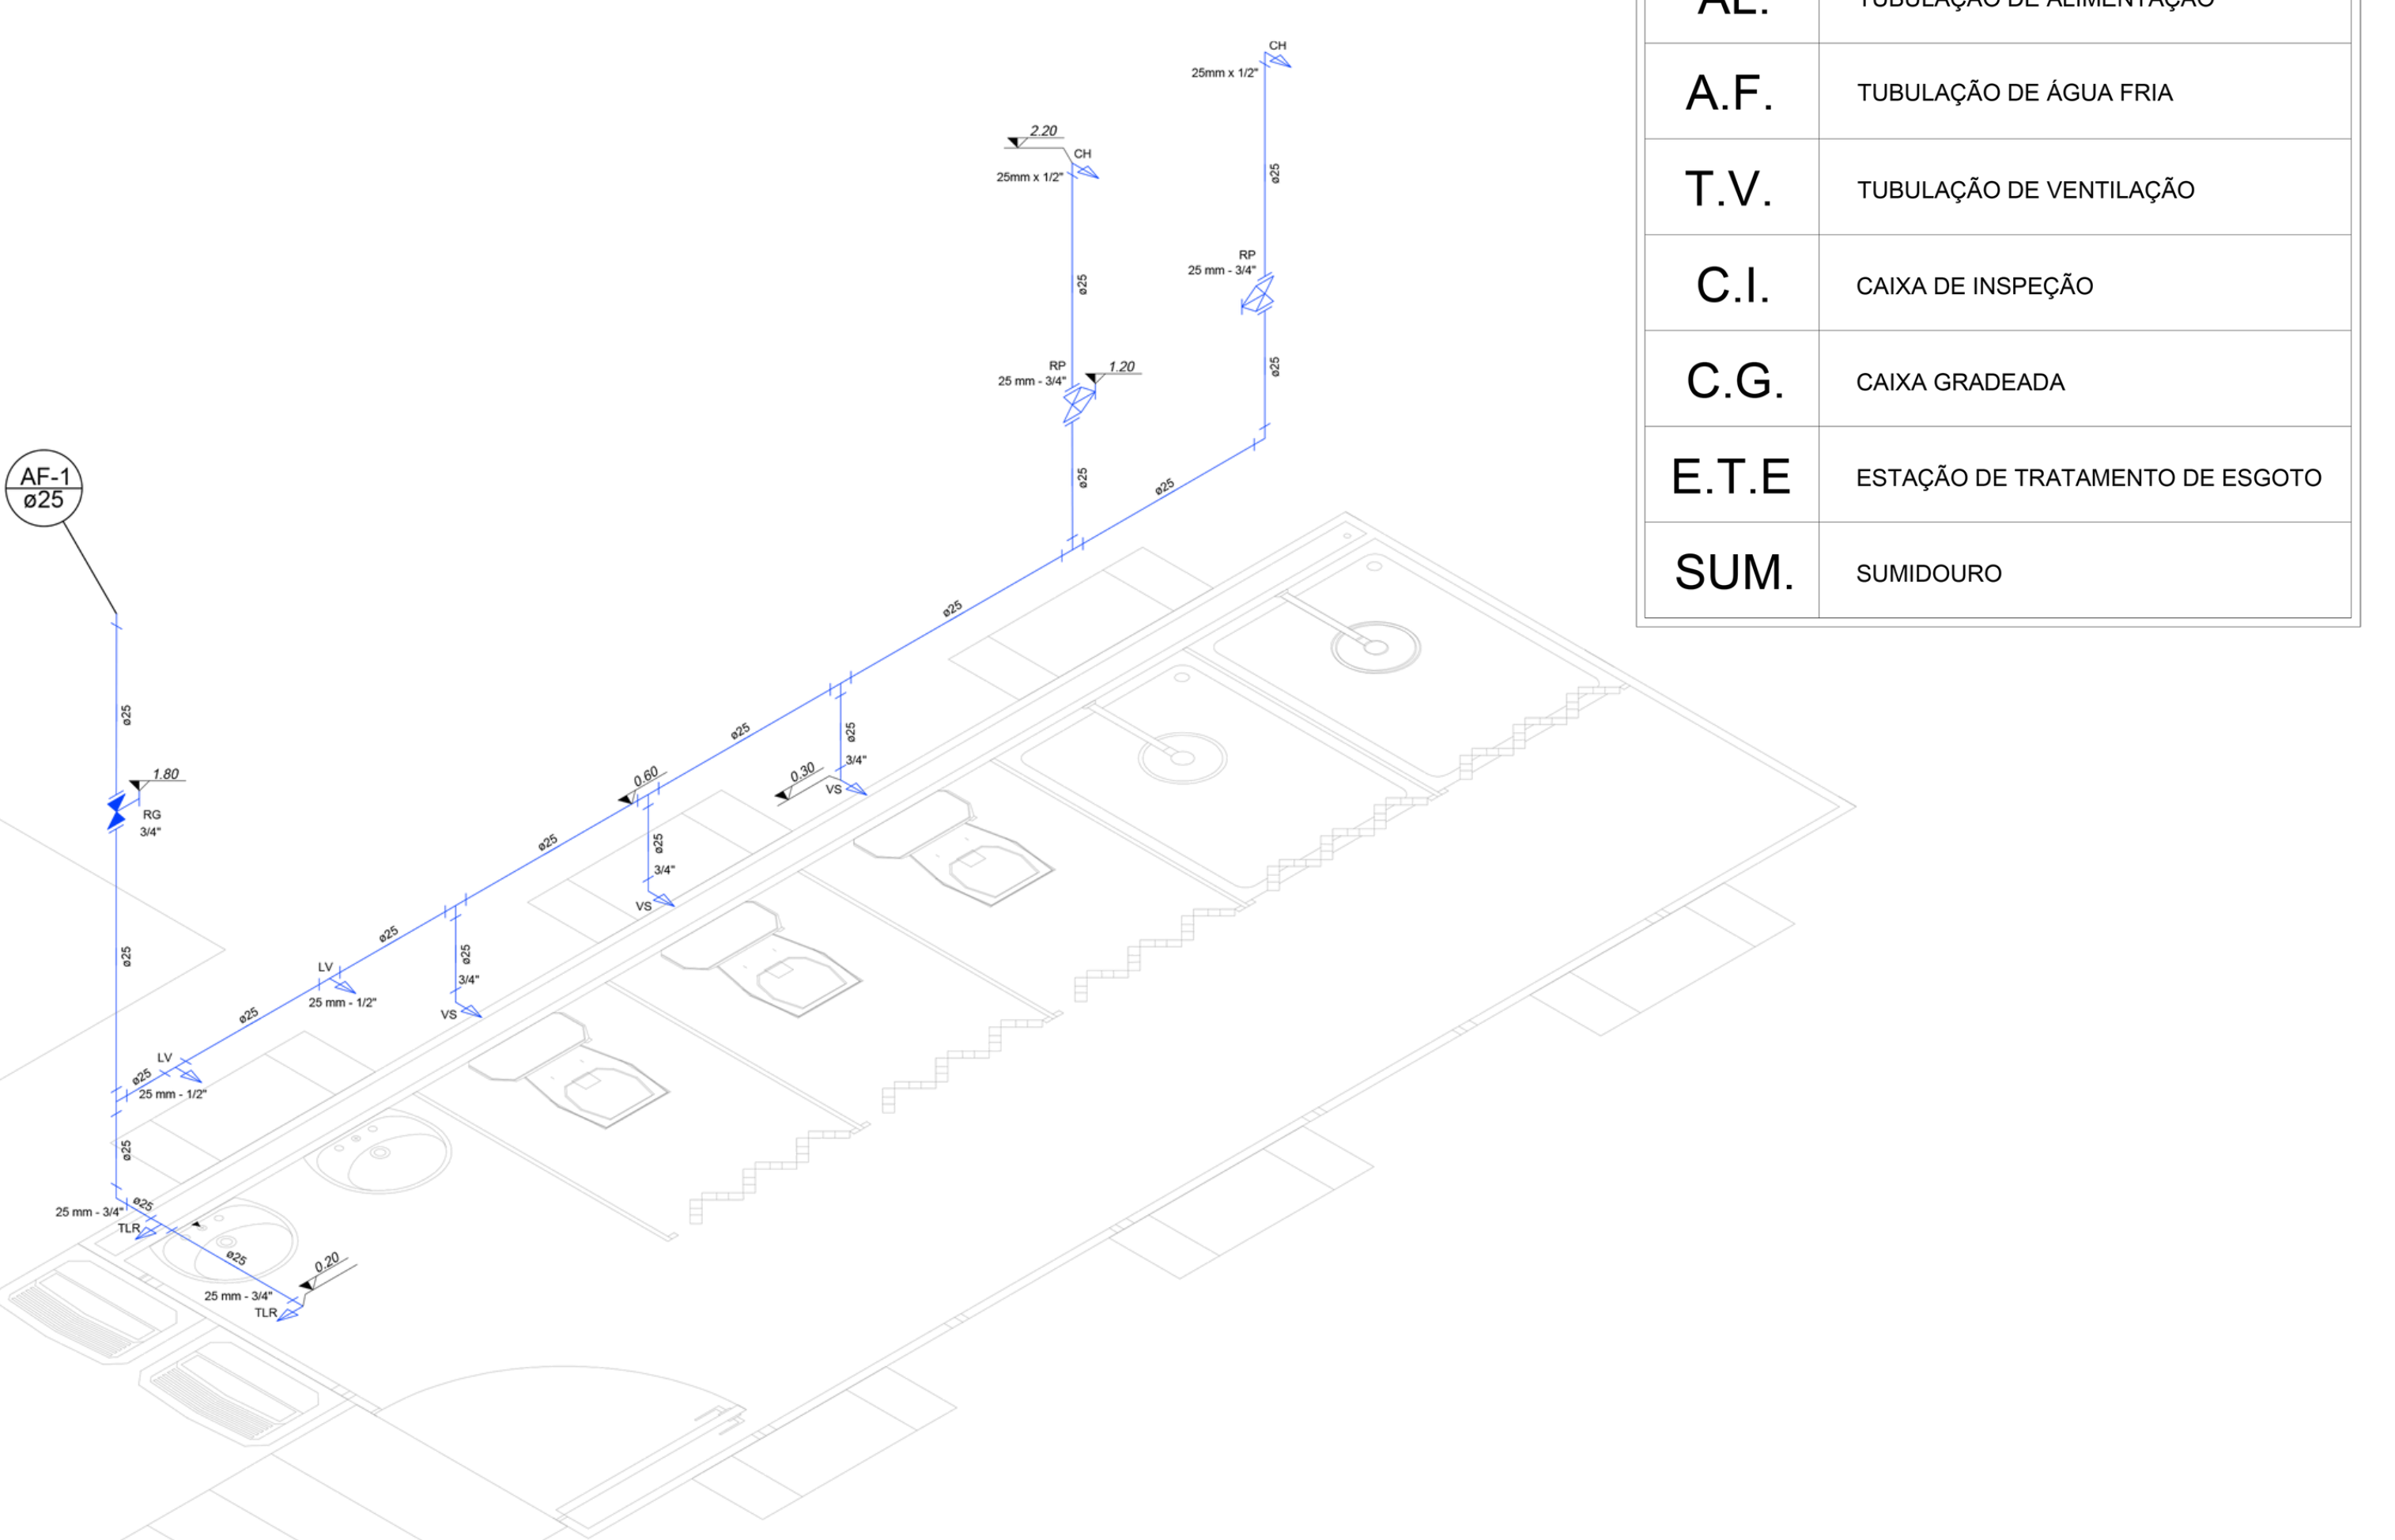 AL.
TUBULAÇÃO DE ALIMENTAÇÃO
A.F.
TUBULAÇÃO DE ÁGUA FRIA
T.V.
TUBULAÇÃO DE VENTILAÇÃO
C.I.
CAIXA DE INSPEÇÃO
C.G.
CAIXA GRADEADA
E.T.E
ESTAÇÃO DE TRATAMENTO DE ESGOTO
SUM.
SUMIDOURO
CH
25mm x 1/2"
ø25
RP
25 mm - 3/4"
ø25
2.20
CH
25mm x 1/2"
ø25
RP
25 mm - 3/4"
1.20
ø25
ø25
AF-1
ø25
ø25
1.80
RG
3/4"
ø25
ø25
ø25
ø25
3/4"
0.30
VS
0.60
ø25
ø25
3/4"
VS
ø25
ø25
3/4"
VS
LV
25 mm - 1/2"
ø25
LV
ø25
25 mm - 1/2"
ø25
ø25
25 mm - 3/4"
TLR
ø25
0.20
25 mm - 3/4"
TLR